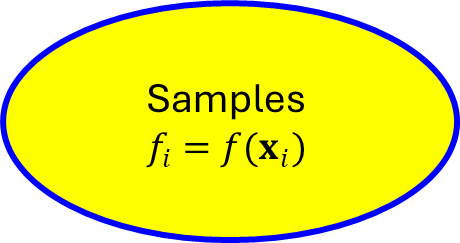 Samples
𝑓ᵢ = 𝑓(𝐱ᵢ)